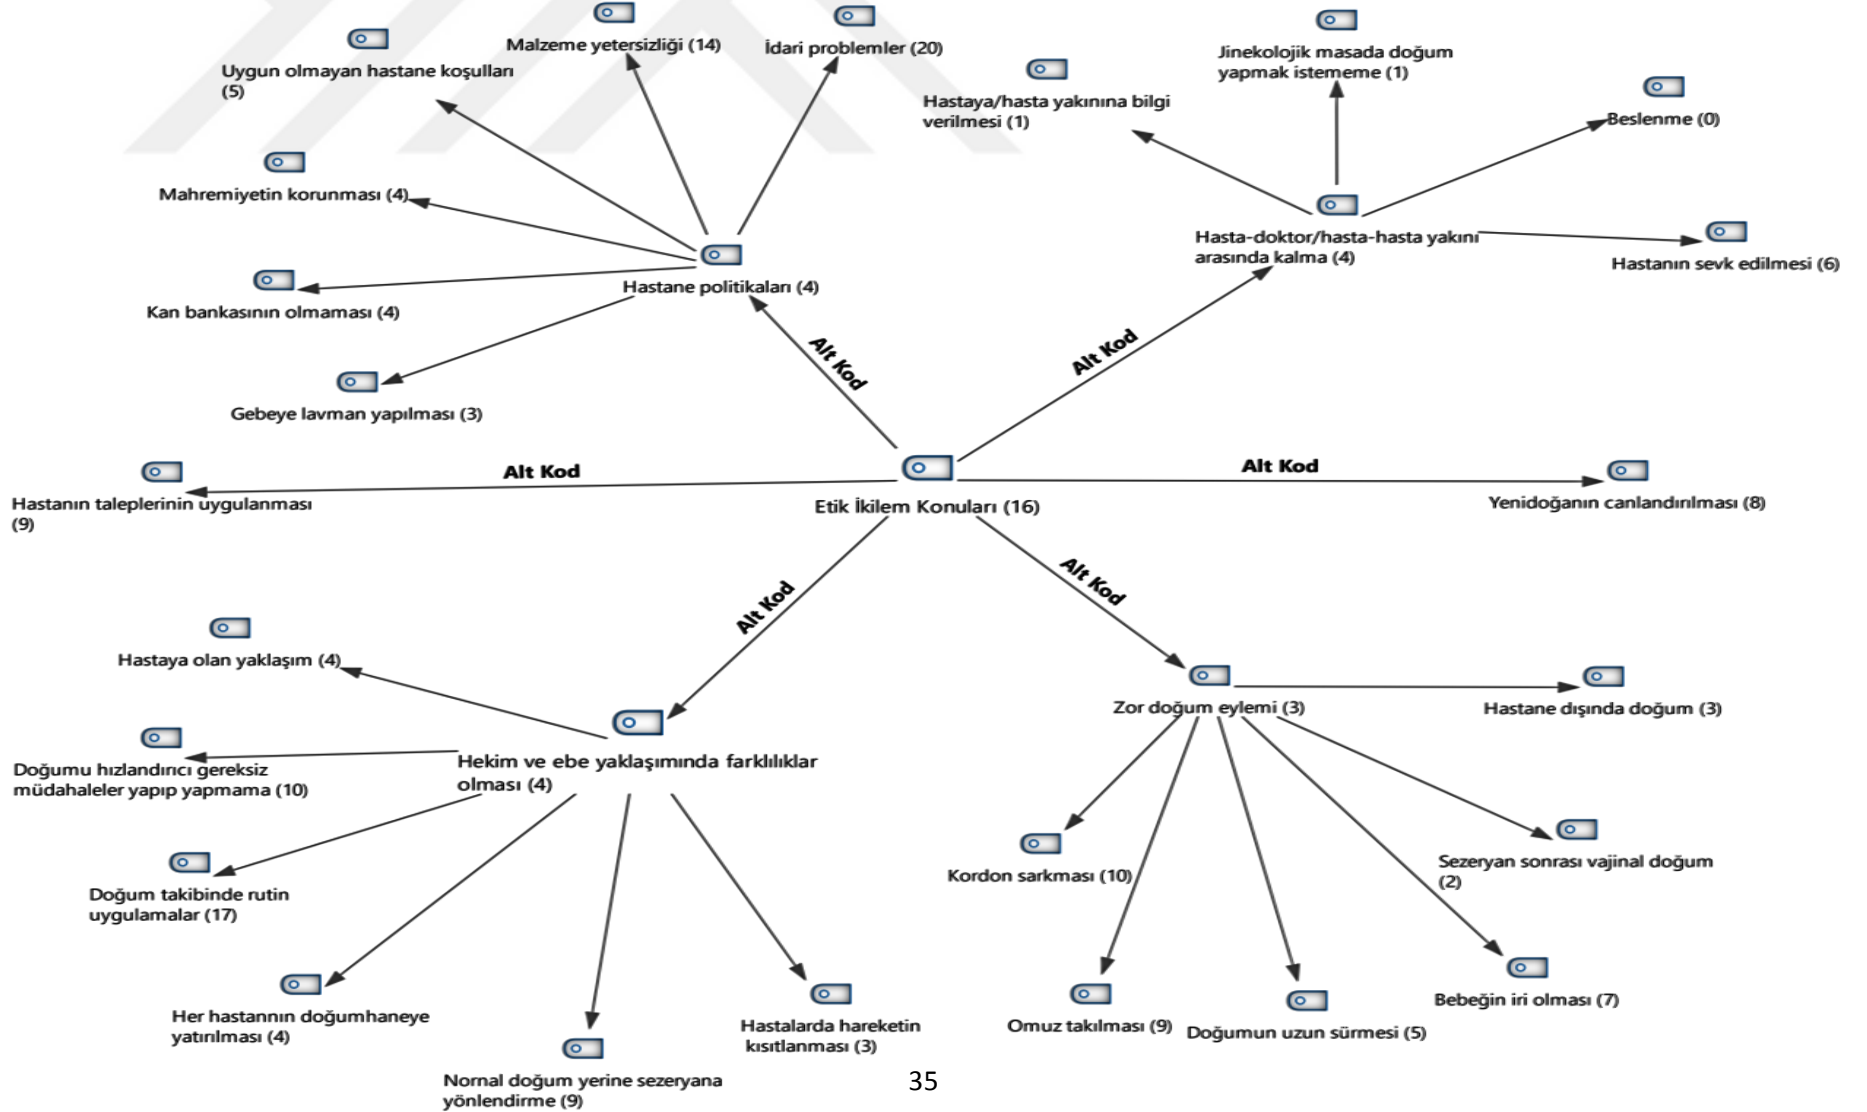 Malzeme yetersizliği (14)
İdari problemler (20)
Uygun olmayan hastane koşulları
(5)
Jinekolojik masada doğum
yapmak istememe (1)
Hastaya/hasta yakınına bilgi
verilmesi (1)
Beslenme (0)
Mahremiyetin korunması (4)
Hasta-doktor/hasta-hasta yakını
arasında kalma (4)
Hastanın sevk edilmesi (6)
Hastane politikaları (4)
Kan bankasının olmaması (4)
Alt Kod
Alt Kod
Gebeye lavman yapılması (3)
Alt Kod
Alt Kod
Hastanın taleplerinin uygulanması
(9)
Etik İkilem Konuları (16)
Yenidoğanın canlandırılması (8)
Alt Kod
Alt Kod
Hastaya olan yaklaşım (4)
Zor doğum eylemi (3)
Hastane dışında doğum (3)
Doğumu hızlandırıcı gereksiz
müdahaleler yapıp yapmama (10)
Hekim ve ebe yaklaşımında farklılıklar
olması (4)
Doğum takibinde rutin
uygulamalar (17)
Kordon sarkması (10)
Sezeryan sonrası vajinal doğum
(2)
Her hastannın doğumhaneye
yatırılması (4)
Hastalarda hareketin
kısıtlanması (3)
Omuz takılması (9)
Doğumun uzun sürmesi (5)
Bebeğin iri olması (7)
Nornal doğum yerine sezeryana
yönlendirme (9)
35